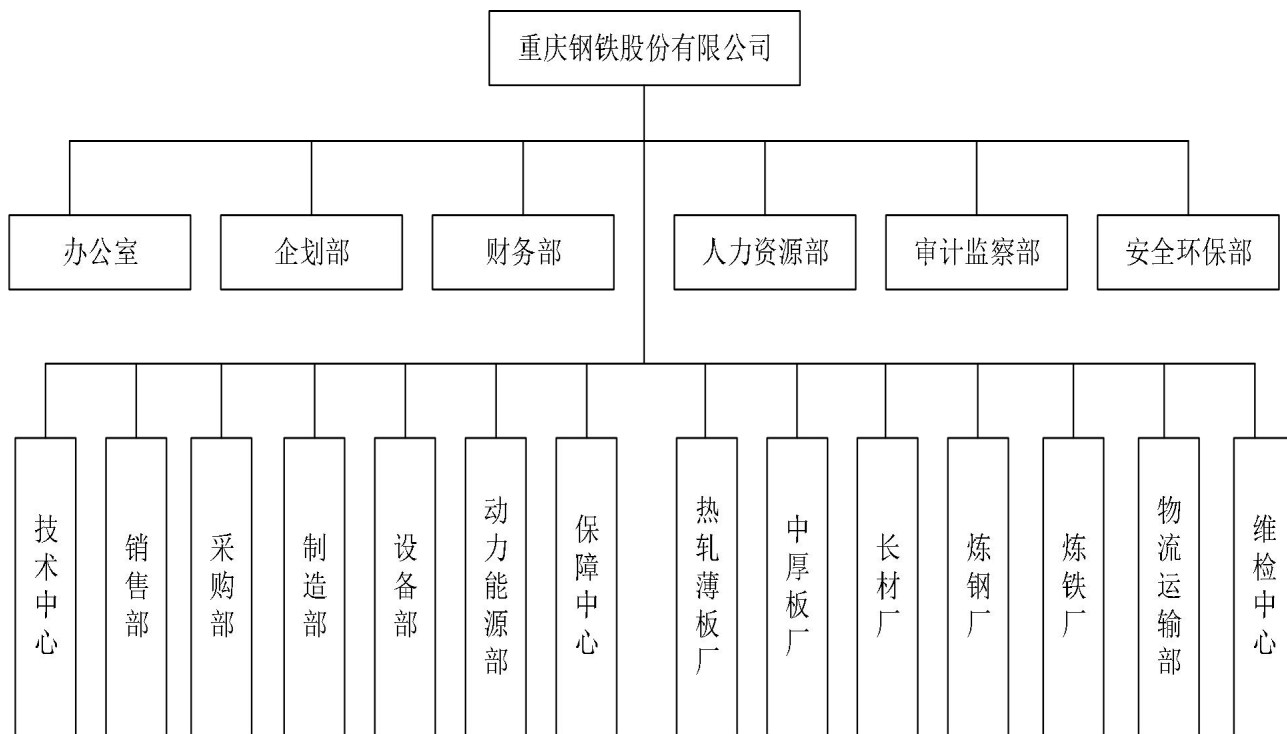 重庆钢铁股份有限公司
办公室
企划部
财务部
人力资源部
审计监察部
安全环保部
技术中心
销售部
采购部
制造部
设备部
动力能源部
保障中心
热轧薄板厂
中厚板厂
长材厂
炼钢厂
炼铁厂
物流运输部
维检中心